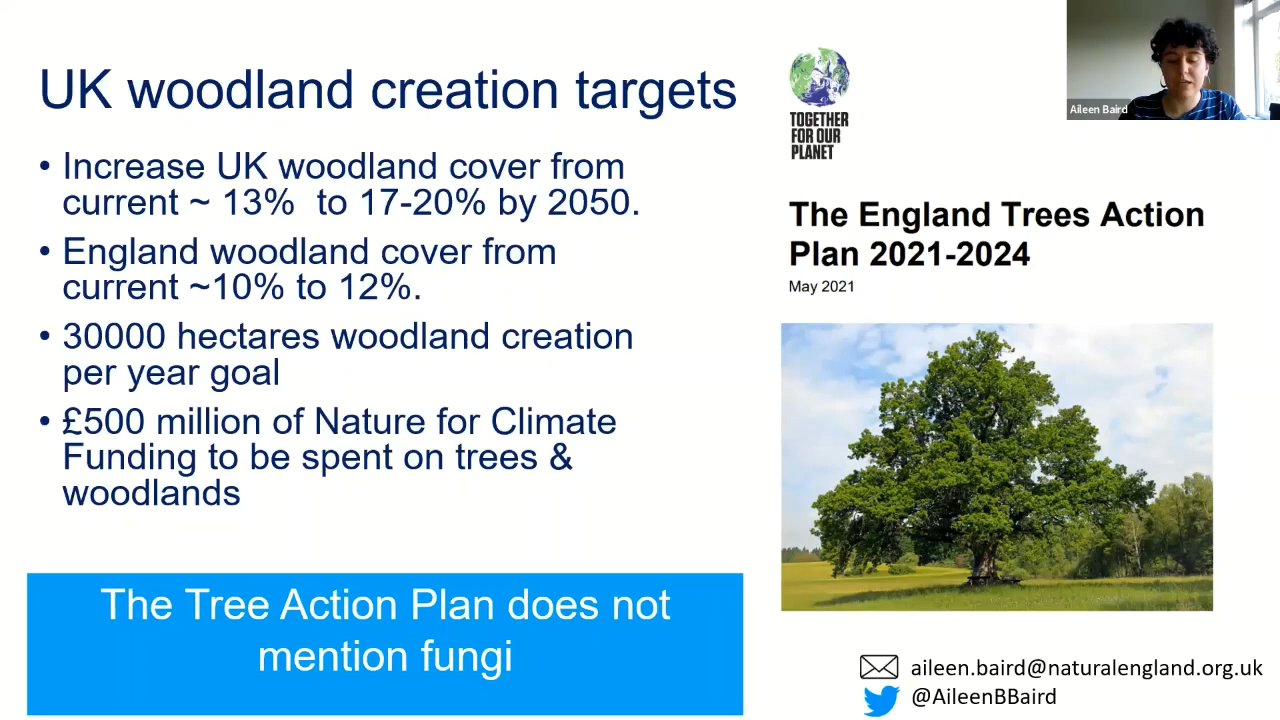 UK woodland creation targets
• Increase UK woodland cover from
current ~ 13%  to 17-20% by 2050.
• England woodland cover from
current ~10% to 12%.
• 30000 hectares woodland creation
per year goal
• £500 million of Nature for Climate
Funding to be spent on trees &
woodlands
The Tree Action Plan does not
mention fungi
TOGETHER
FOR OUR
PLANET
Aileen Baird
The England Trees Action
Plan 2021-2024
May 2021
aileen.baird@naturalengland.org.uk
@AileenBBaird